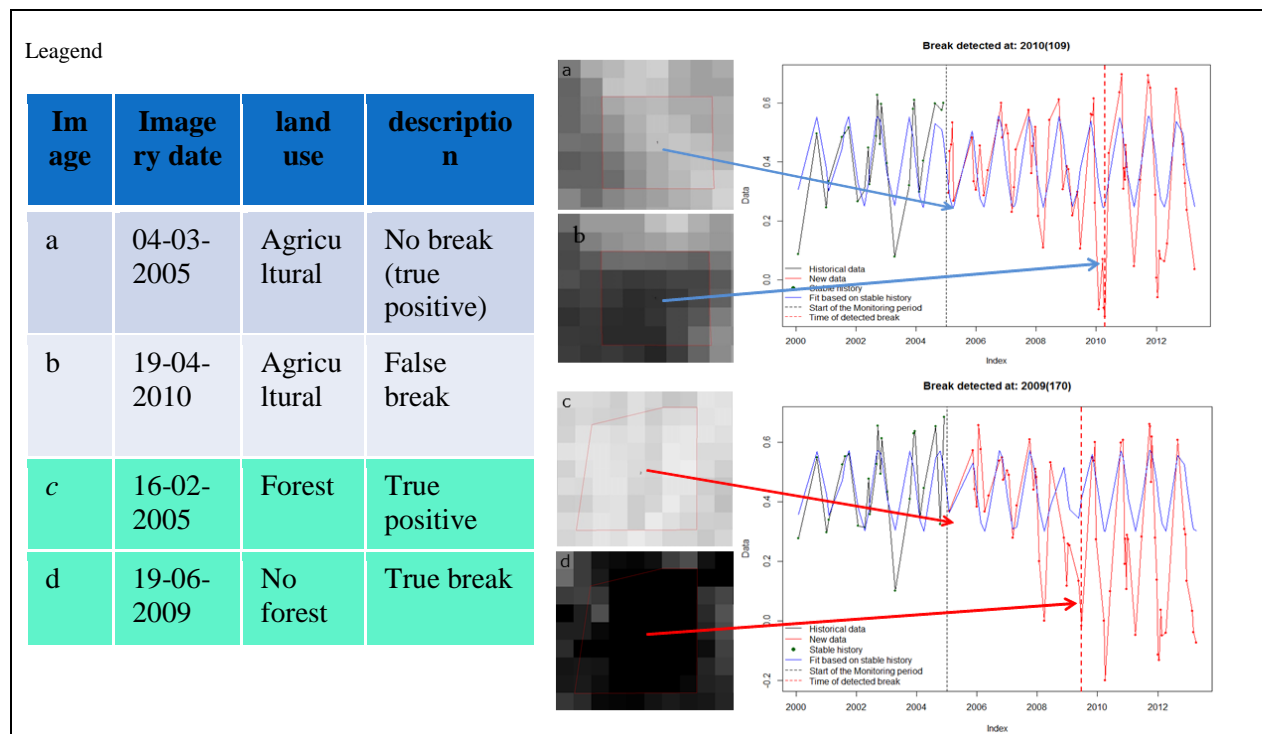 Leagend
Im
age
Image
ry date
land
use
descriptio
n
a
04-03-
2005
Agricu
ltural
No break
(true
positive)
b
19-04-
2010
Agricu
ltural
False
break
c
16-02-
2005
Forest
True
positive
d
19-06-
2009
No
forest
True break
a
b
Break detected at: 2010(109)
Data
0.6
0.4
0.2
0.0
Historical data
New data
Stable history
Fit based on stable history
Start of the Monitoring period
Time of detected break
2000
2002
2004
2006
2008
2010
2012
Index
c
d
Break detected at: 2009(170)
Data
0.6
0.4
0.2
0.0
-0.2
Historical data
New data
Stable history
Fit based on stable history
Start of the Monitoring period
Time of detected break
2000
2002
2004
2006
2008
2010
2012
Index